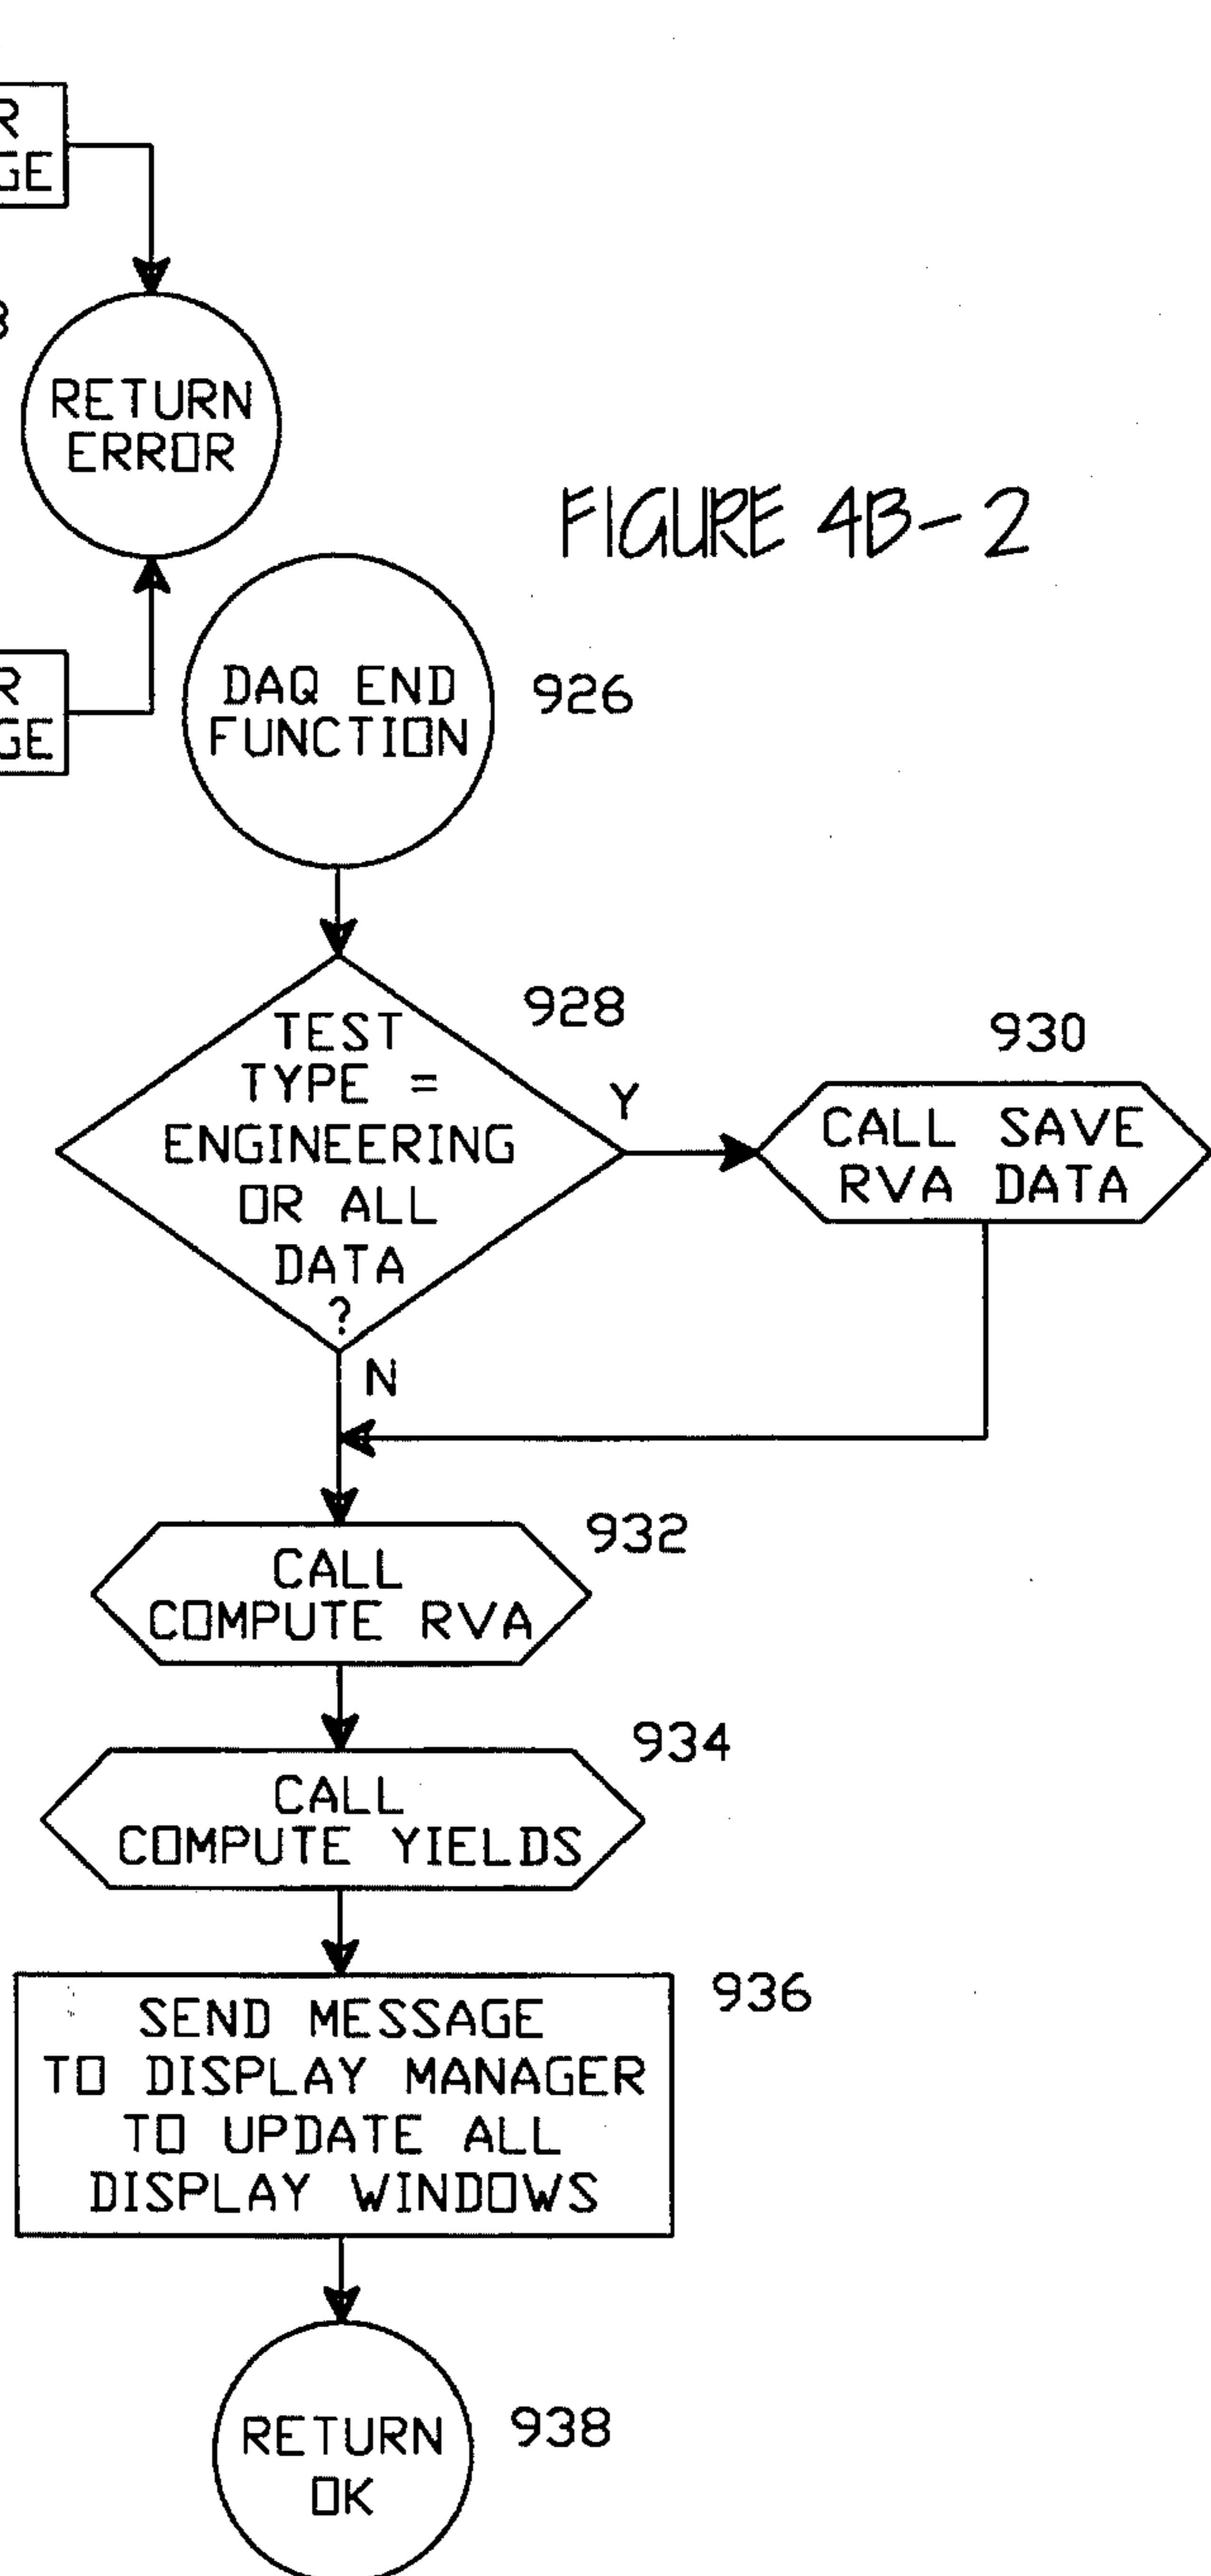 R
GE
RETURN
ERROR
FIGURE 4B-2
R
GE
DAQ END
FUNCTION
926
TEST
TYPE =
ENGINEERING
OR ALL
DATA
?
928
Y
N
930
CALL SAVE
RVA DATA
932
CALL
COMPUTE RVA
934
CALL
COMPUTE YIELDS
936
SEND MESSAGE
TO DISPLAY MANAGER
TO UPDATE ALL
DISPLAY WINDOWS
RETURN
OK
938